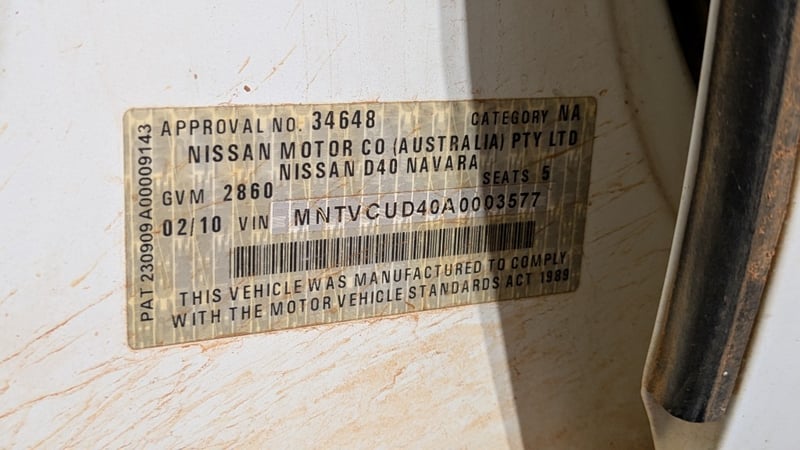 APPROVAL NO. 34648 CATEGORY NA
NISSAN MOTOR CO (AUSTRALIA) PTY LTD
NISSAN D40 NAVARA
GVM 2860 SEATS 5
02/10 VIN MNTVCUD40A0003577
THIS VEHICLE WAS MANUFACTURED TO COMPLY
WITH THE MOTOR VEHICLE STANDARDS ACT 1989
PAT 230909A00009143